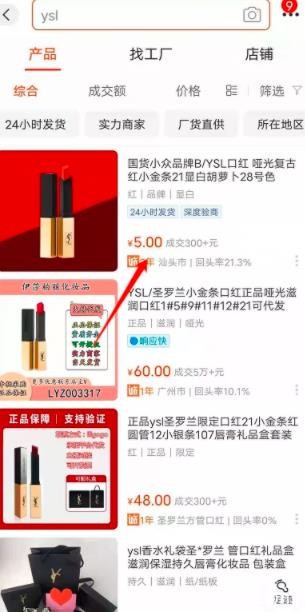 9
ysl
产品
找工厂
店铺
综合
成交额
价格
筛选
24小时发货
实力商家
厂货直供
所在地区
国货小众品牌B/YSL口红 哑光复古
红小金条21显白胡萝卜28号色
红 | 品牌 | 显白
24小时发货 深度验商
¥5.00 成交300+元
年 汕头市 | 回头率21.3%
伊莎购丽化妆品
LYZ003317
YSL/圣罗兰小金条口红正品哑光滋
润口红1#5#9#11#12#21可代发
正品 | 滋润 | 哑光
响应快
¥60.00 成交5万+元
1年 广州市 | 回头率10.1%
正品保障 | 支持验证
可配礼盒
正品ysl圣罗兰限定口红21小金条红
圆管12小银条107唇膏礼盒套装
红 | 正品 | 限定
¥48.00 成交300+元
1年 圣罗兰方管口红 | 回头率0%
ysl香水礼袋圣*罗兰 管口红礼品盒
滋润保湿持久唇膏化妆品 包装盒
持久 | 滋润 | 纸/纸板
足迹